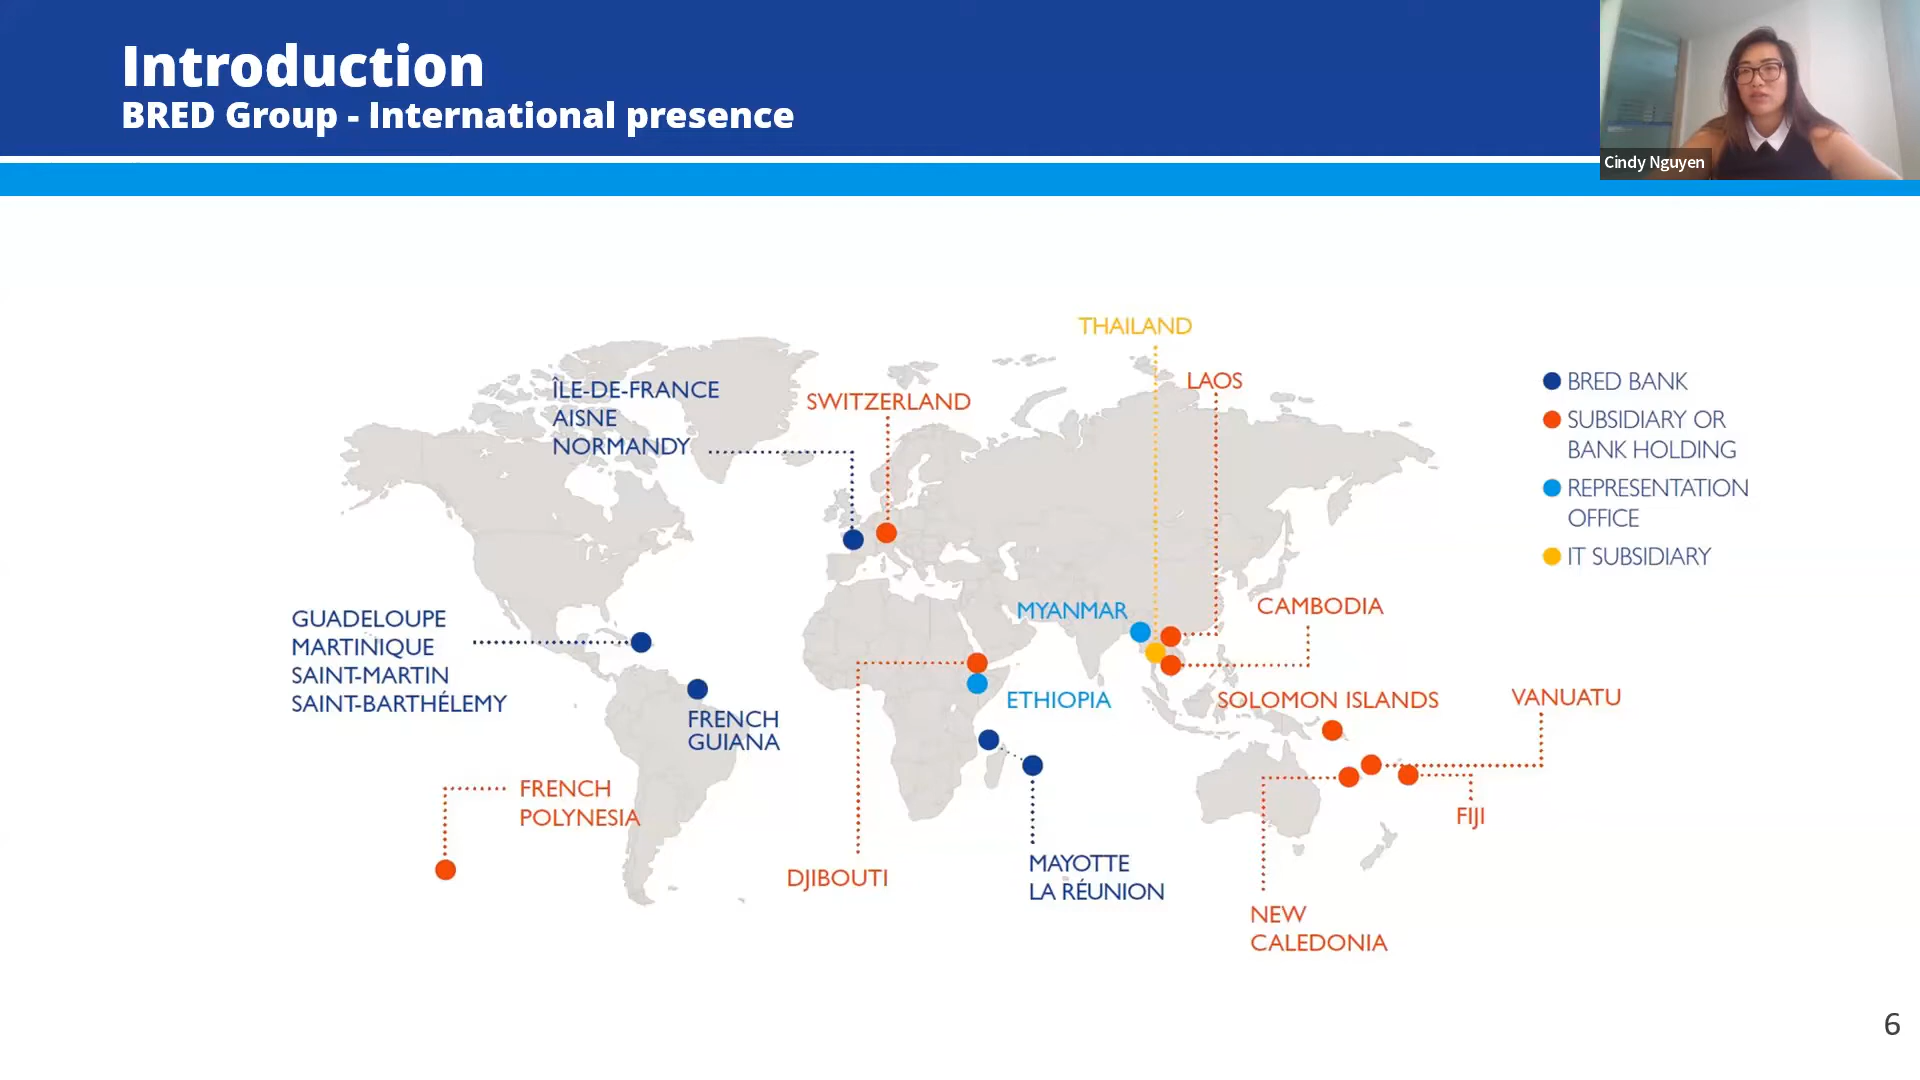 Introduction
BRED Group - International presence
Cindy Nguyen
THAILAND
LAOS
ÎLE-DE-FRANCE
AISNE
NORMANDY
SWITZERLAND
BRED BANK
SUBSIDIARY OR
BANK HOLDING
REPRESENTATION
OFFICE
IT SUBSIDIARY
GUADELOUPE
MARTINIQUE
SAINT-MARTIN
SAINT-BARTHÉLEMY
MYANMAR
CAMBODIA
ETHIOPIA
SOLOMON ISLANDS
VANUATU
FRENCH
GUIANA
FRENCH
POLYNESIA
FIJI
DJIBOUTI
MAYOTTE
LA RÉUNION
NEW
CALEDONIA
6